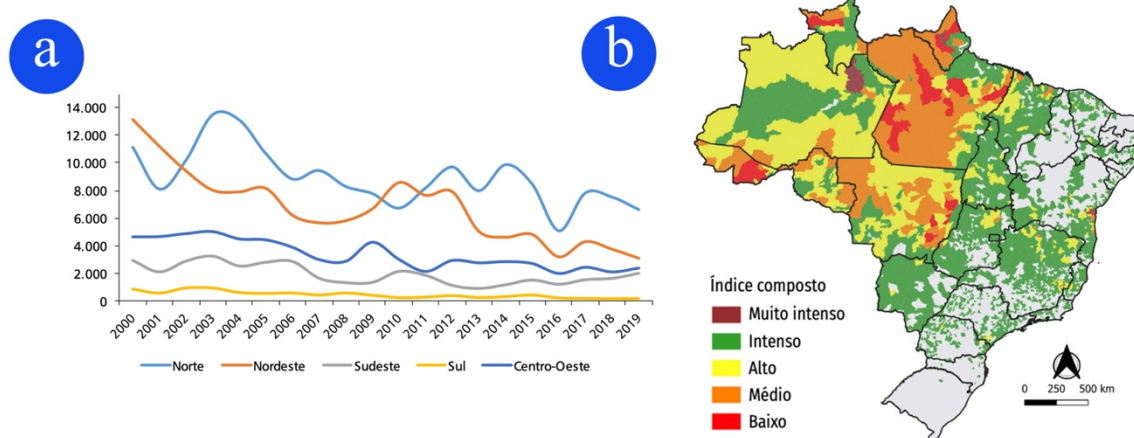 a
b
14.000
12.000
10.000
8.000
6.000
4.000
2.000
0
2000 2001 2002 2003 2004 2005 2006 2007 2008 2009 2010 2011 2012 2013 2014 2015 2016 2017 2018 2019
Norte Nordeste Sudeste Sul Centro-Oeste
Índice composto
Muito intenso
Intenso
Alto
Médio
Baixo
0 250 500 km